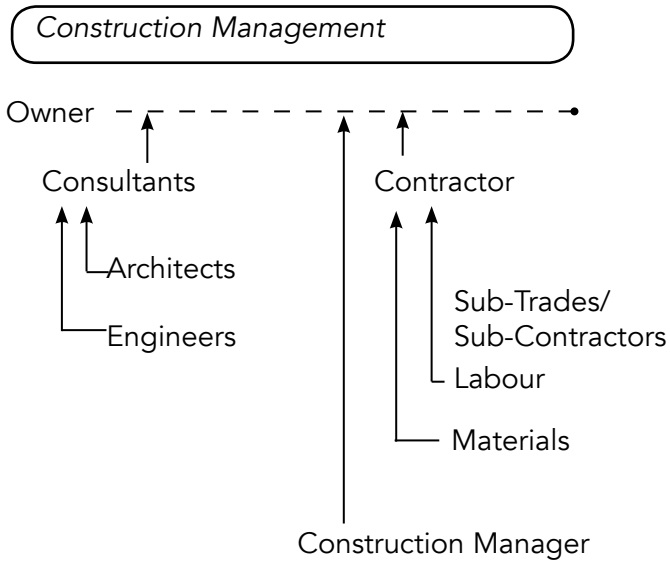 Construction Management
Owner
Consultants
Contractor
Architects
Sub-Trades/
Engineers
Sub-Contractors
Labour
Materials
Construction Manager